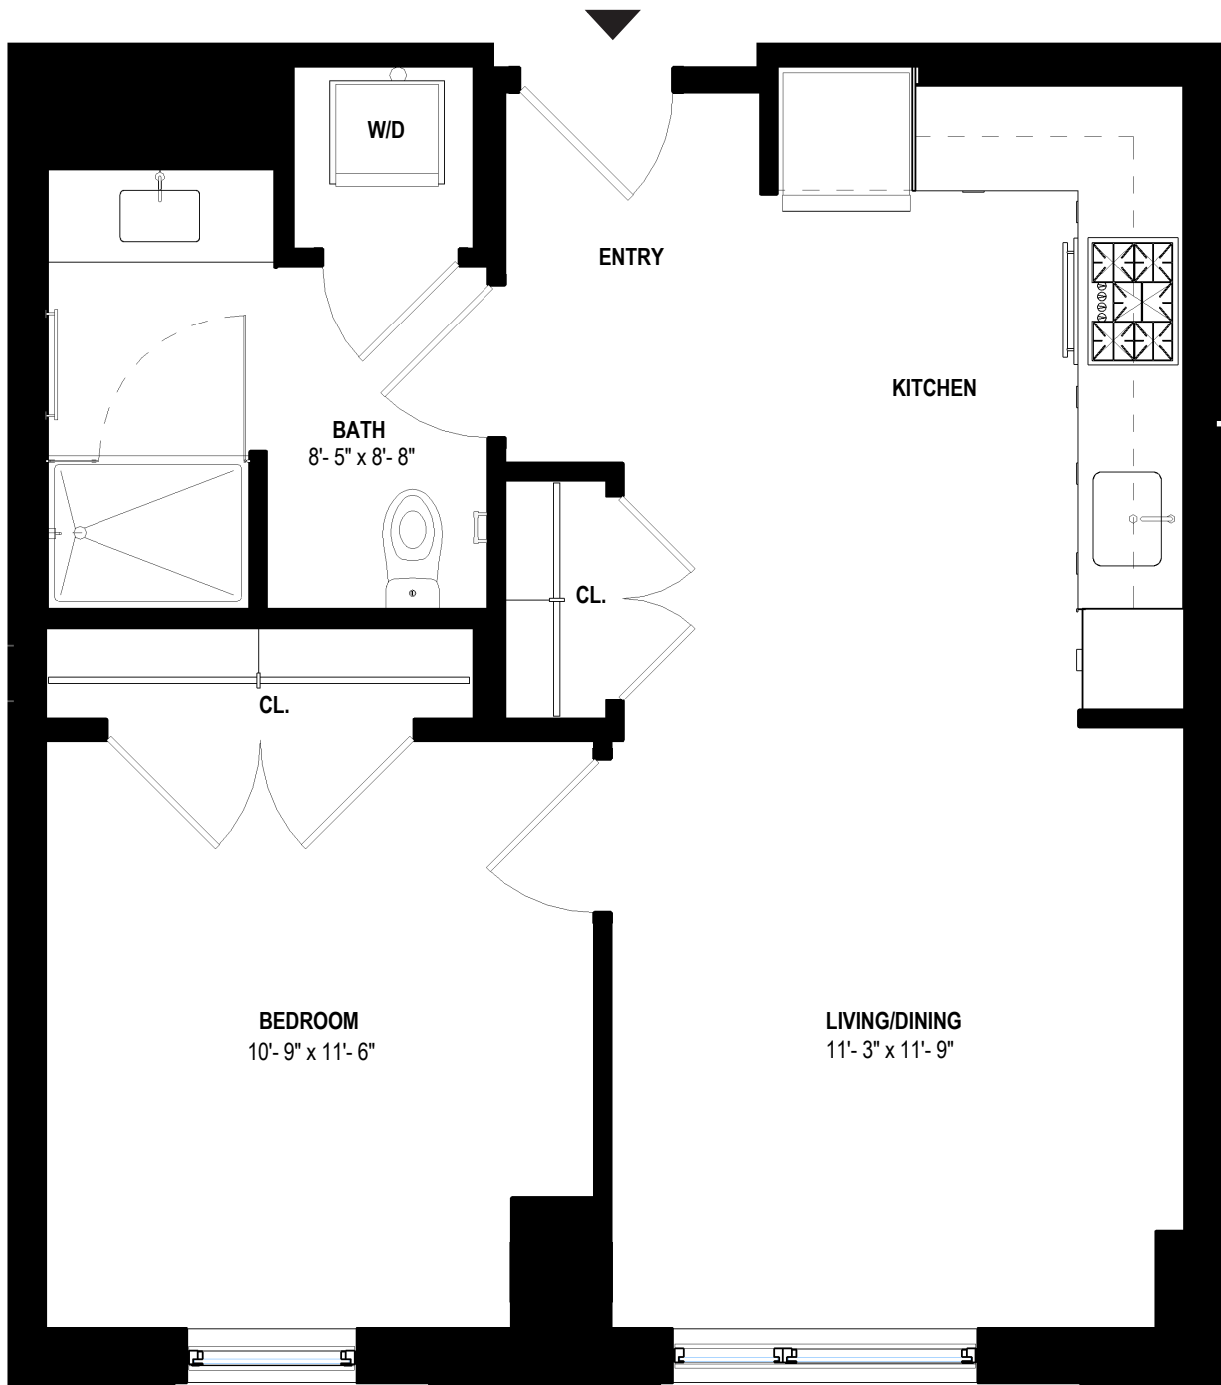 W/D
ENTRY
KITCHEN
BATH
8'- 5" x 8'- 8"
CL.
CL.
BEDROOM
10'- 9" x 11'- 6"
LIVING/DINING
11'- 3" x 11'- 9"